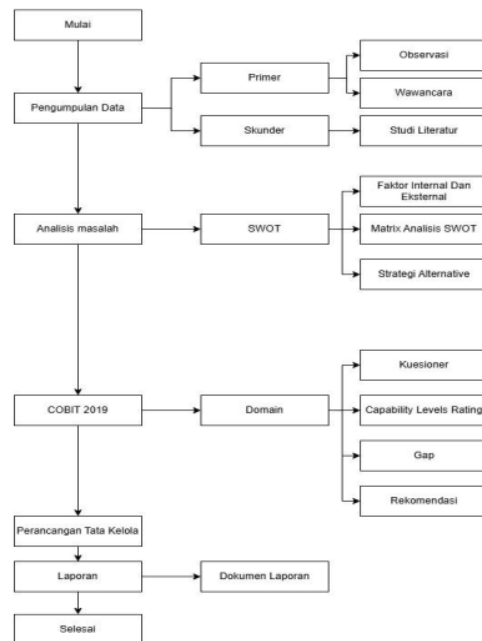 Mulai
Observasi
Primer
Wawancara
Pengumpulan Data
Skunder
Studi Literatur
Faktor Internal Dan
Eksternal
Analisis masalah
SWOT
Matrix Analisis SWOT
Strategi Alternative
Kuesioner
COBIT 2019
Domain
Capability Levels Rating
Gap
Rekomendasi
Perancangan Tata Kelola
Laporan
Dokumen Laporan
Selesai